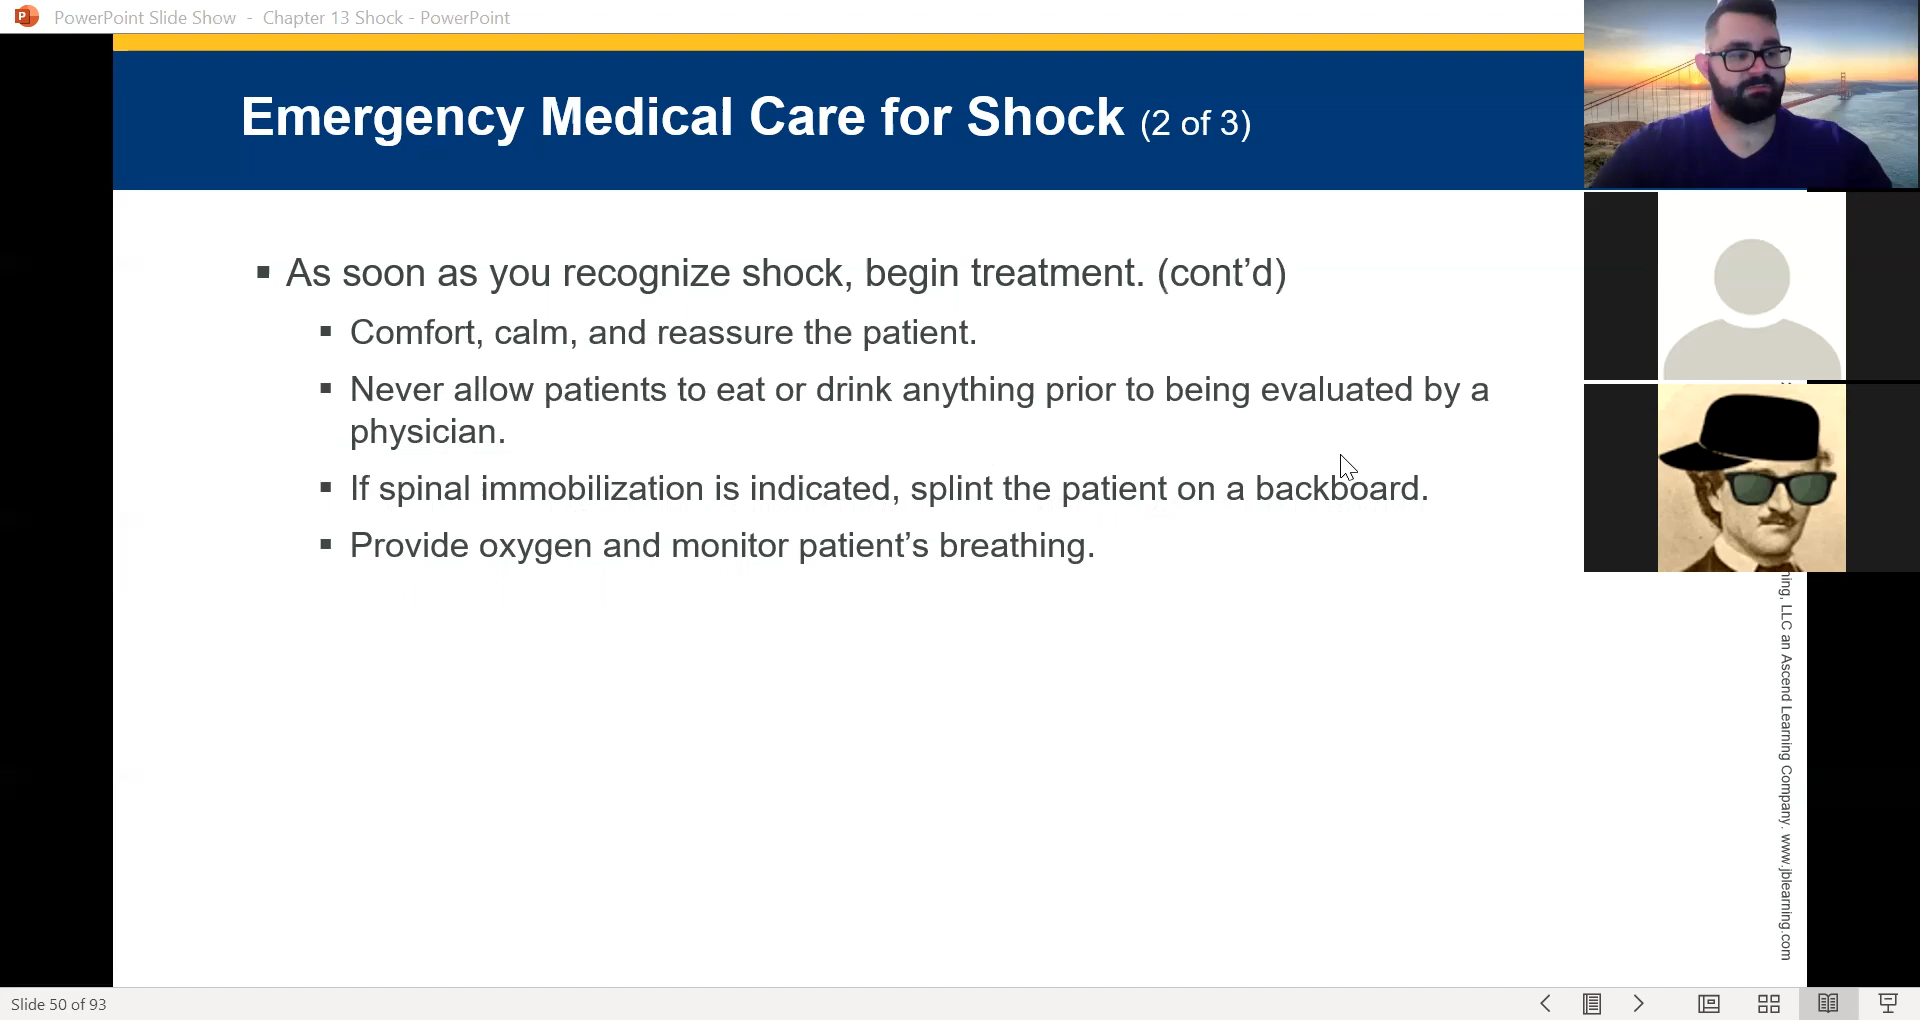 PowerPoint Slide Show - Chapter 13 Shock - PowerPoint
Emergency Medical Care for Shock (2 of 3)
▪ As soon as you recognize shock, begin treatment. (cont’d)
▪ Comfort, calm, and reassure the patient.
▪ Never allow patients to eat or drink anything prior to being evaluated by a
physician.
▪ If spinal immobilization is indicated, splint the patient on a backboard.
▪ Provide oxygen and monitor patient’s breathing.
LLC an Ascend Learning Company. www.jblearning.com
Slide 50 of 93